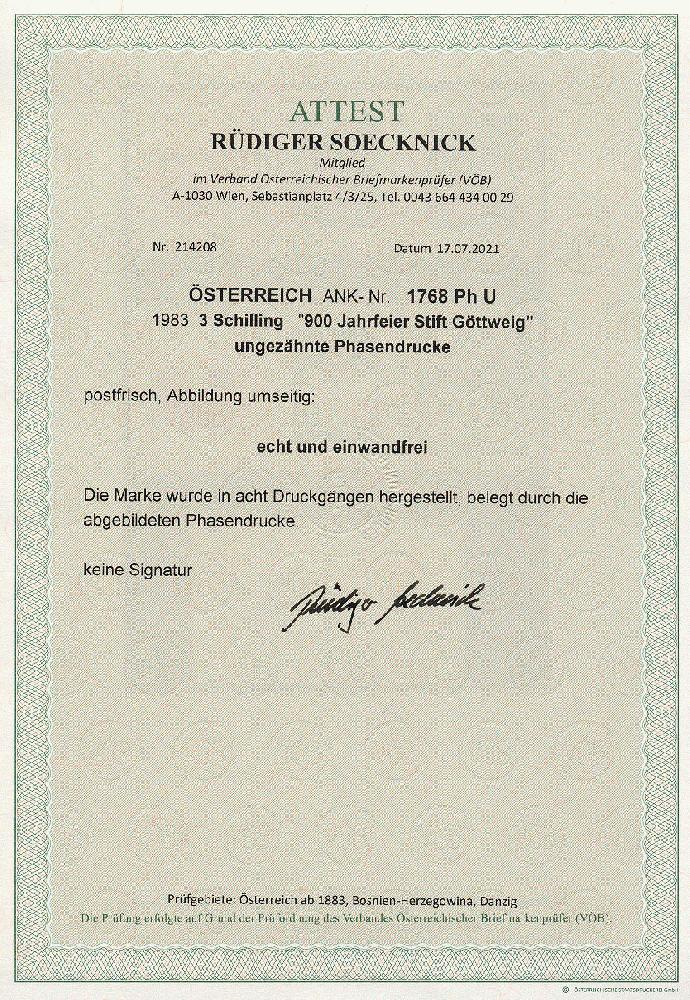 ATTEST
RÜDIGER SOECKNICK
Mitglied
im Verband Österreichischer Briefmarkenprüfer (VÖB)
A-1030 Wien, Sebastianplatz 4/3/25, Tel. 0043 664 434 00 29
Nr. 214208 Datum 17.07.2021
ÖSTERREICH ANK-Nr. 1768 Ph U
1983 3 Schilling "900 Jahrfeier Stift Göttweig"
ungezähnte Phasendrucke
postfrisch, Abbildung umseitig:
echt und einwandfrei
Die Marke wurde in acht Druckgängen hergestellt, belegt durch die
abgebildeten Phasendrucke
keine Signatur
Prüfgebiete: Österreich ab 1883, Bosnien-Herzegowina, Danzig
Die Prüfung erfolgte auf Grund der Prüfordnung des Verbandes Österreichischer Briefmarkenprüfer (VÖB).
© ÖSTERREICHISCHE STAATSDRUCKEREI GmbH